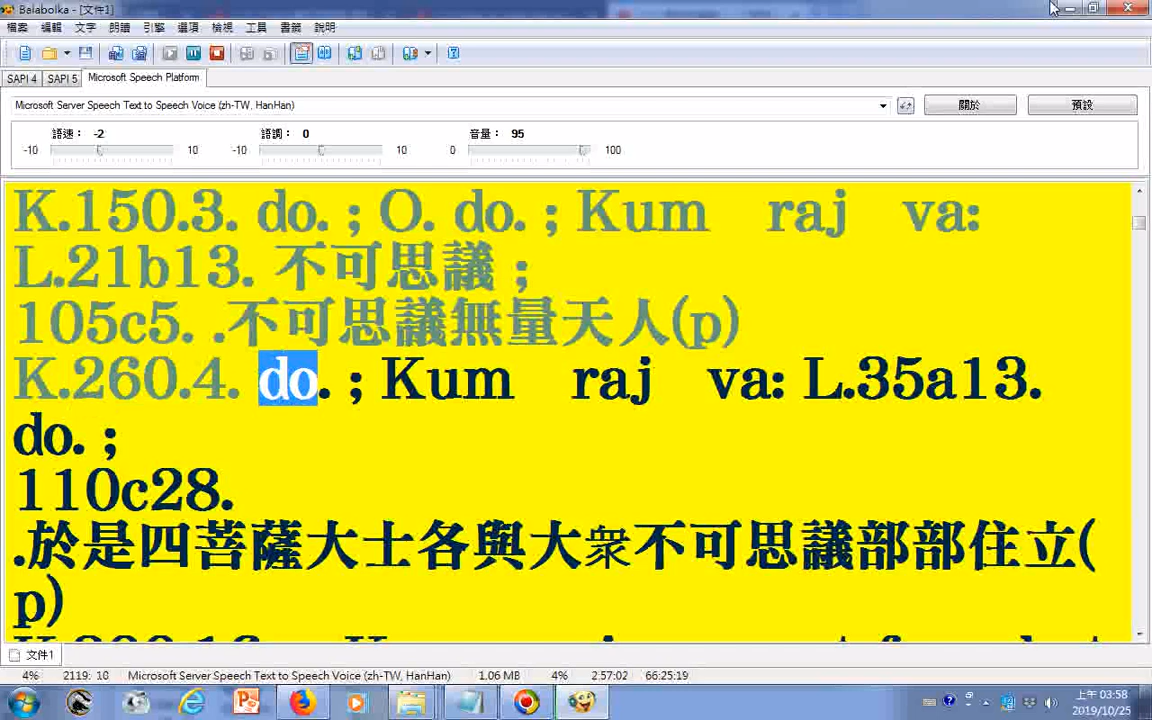 Balabolka - [文件1]
檔案 編輯 文字 朗讀 引擎 選項 檢視 工具 書籤 說明
SAPI 4 SAPI 5 Microsoft Speech Platform
Microsoft Server Speech Text to Speech Voice (zh-TW, HanHan) 關於 預設
語速： -2 語調： 0 音量： 95
-10 10 -10 10 0 100
K.150.3. do. ; O. do. ; Kum raj va:
L.21b13. 不可思議 ;
105c5. .不可思議無量天人(p)
K.260.4. do. ; Kum raj va: L.35a13.
do. ;
110c28.
.於是四菩薩大士各與大衆不可思議部部住立(
p)
文件1
4% 2119: 10 Microsoft Server Speech Text to Speech Voice (zh-TW, HanHan) 1.06 MB 4% 2:57:02 66:25:19
上午 03:58
2019/10/25